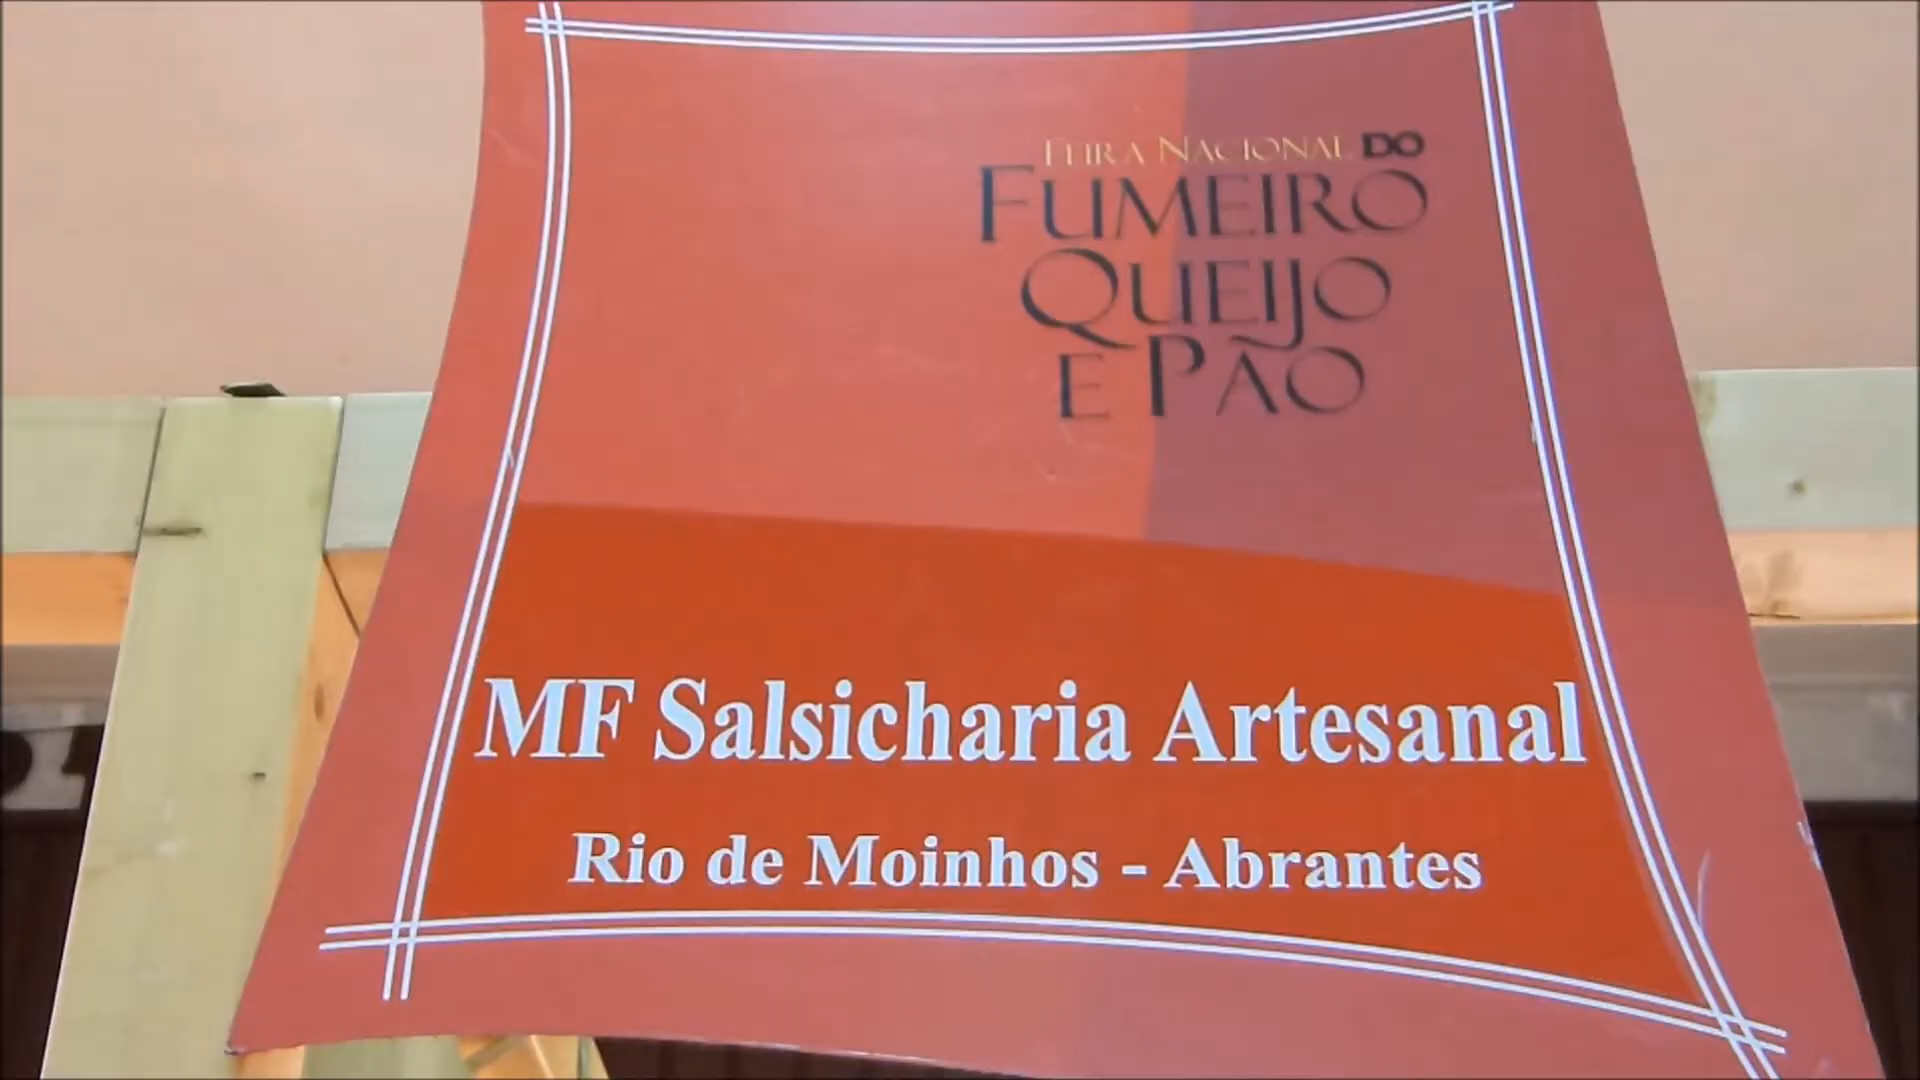 FEIRA NACIONAL DO
FUMEIRO
QUEIJO
E PÃO
MF Salsicharia Artesanal
Rio de Moinhos - Abrantes